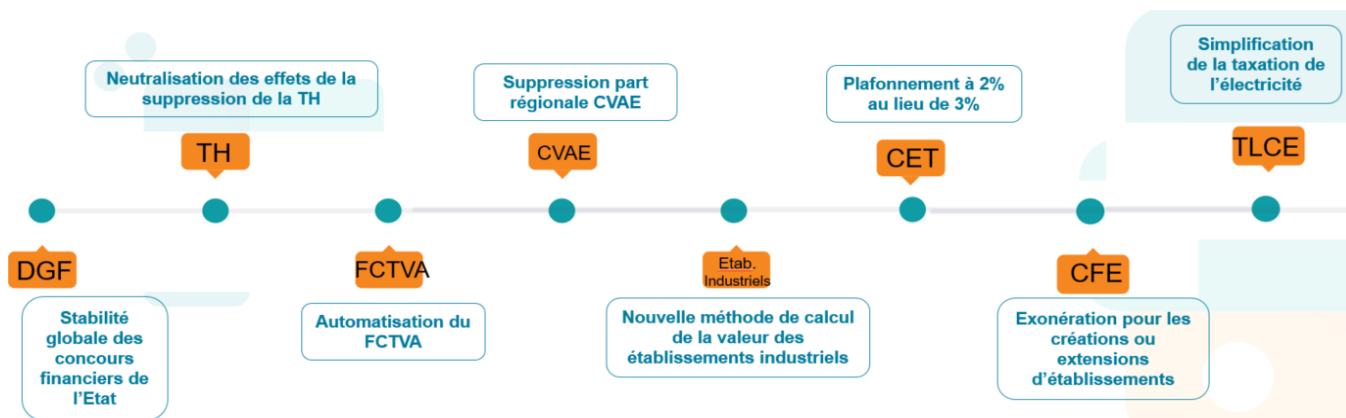 DGF
Stabilité
globale des
concours
financiers de
l'Etat
Neutralisation des effets de la
suppression de la TH
TH
FCTVA
Automatisation du
FCTVA
Suppression part
régionale CVAE
CVAE
Etab.
Industriels
Nouvelle méthode de calcul
de la valeur des
établissements industriels
Plafonnement à 2%
au lieu de 3%
CET
CFE
Exonération pour les
créations ou
extensions
d'établissements
Simplification
de la taxation de
l'électricité
TLCE